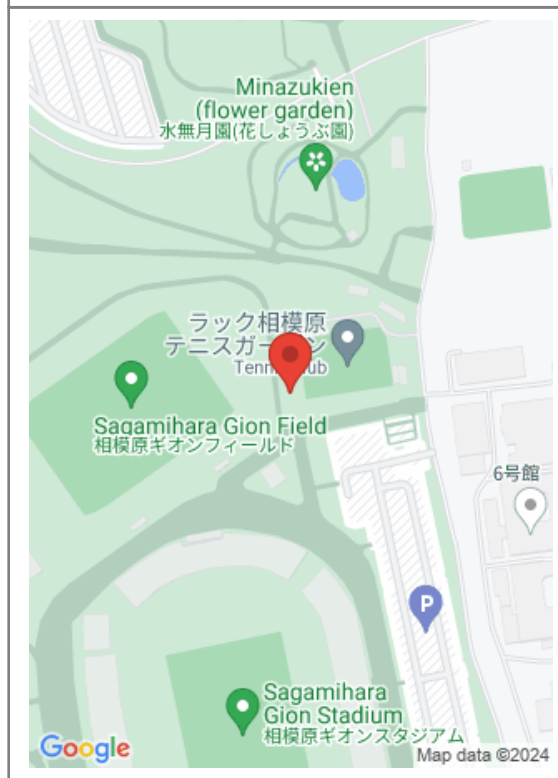 Minazukien
(flower garden)
水無月園(花しょうぶ園)
ラック相模原
テニスガーデン
Tennis club
Sagamihara Gion Field
相模原ギオンフィールド
6号館
P
Sagamihara
Gion Stadium
相模原ギオンスタジアム
Google
Map data ©2024